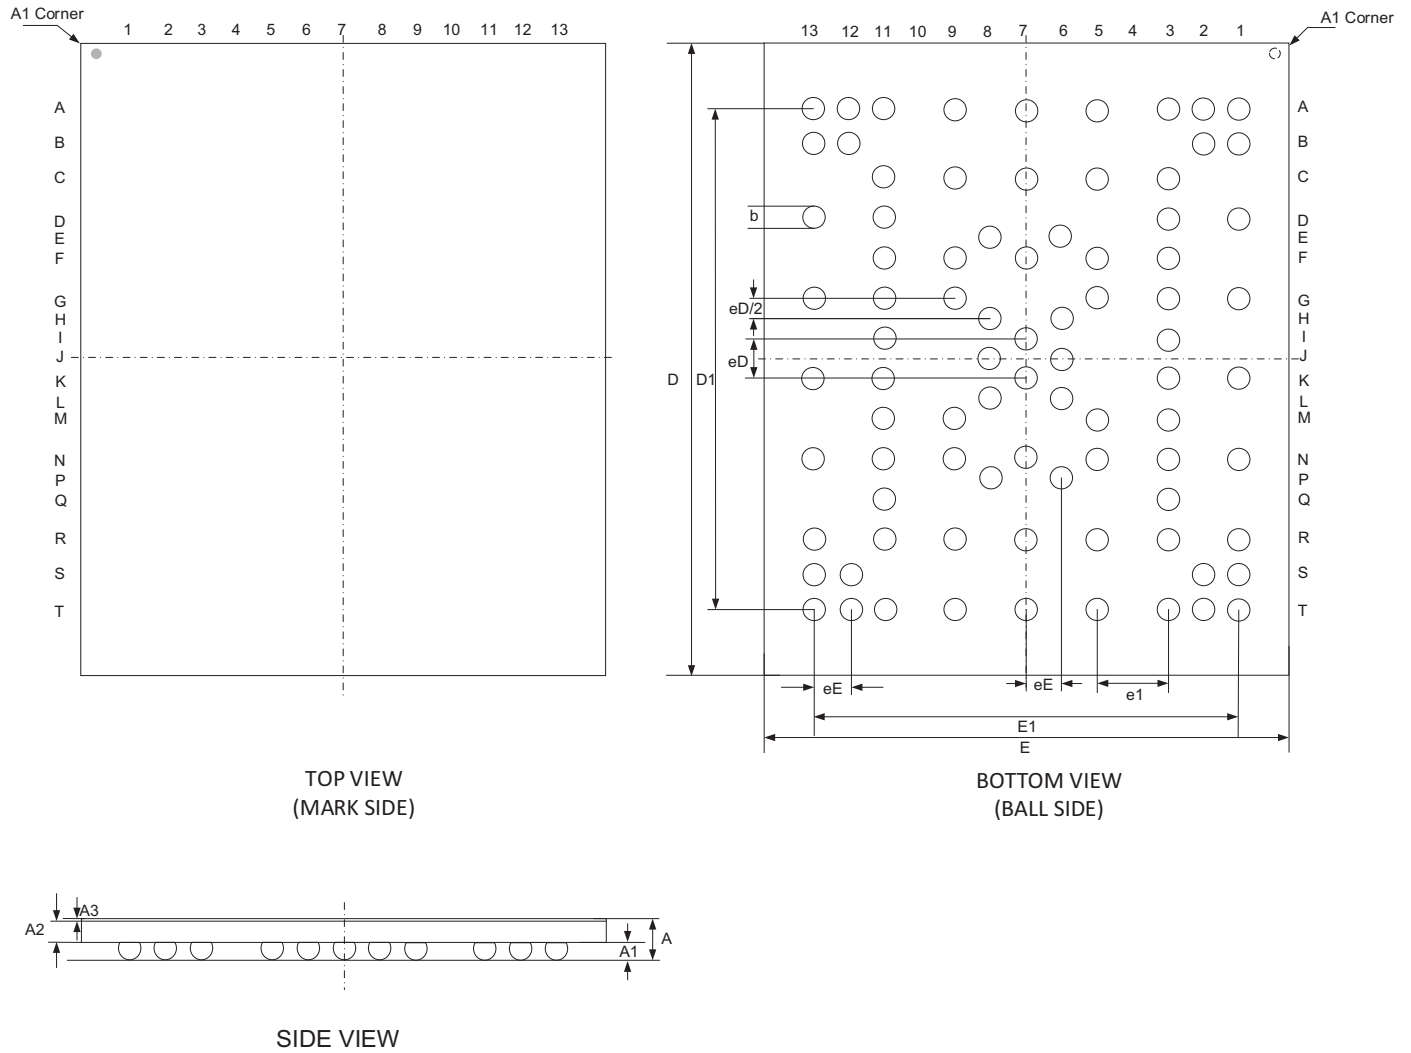 A1 Corner
1 2 3 4 5 6 7 8 9 10 11 12 13
A
B
C
D
E
F
G
H
I
J
K
L
M
N
P
Q
R
S
T
TOP VIEW
(MARK SIDE)
A1 Corner
13 12 11 10 9 8 7 6 5 4 3 2 1
A
B
C
D
E
F
G
H
I
J
K
L
M
N
P
Q
R
S
T
b
eD/2
eD
D
D1
eE
eE
e1
E1
E
BOTTOM VIEW
(BALL SIDE)
A3
A2
A1
A
SIDE VIEW